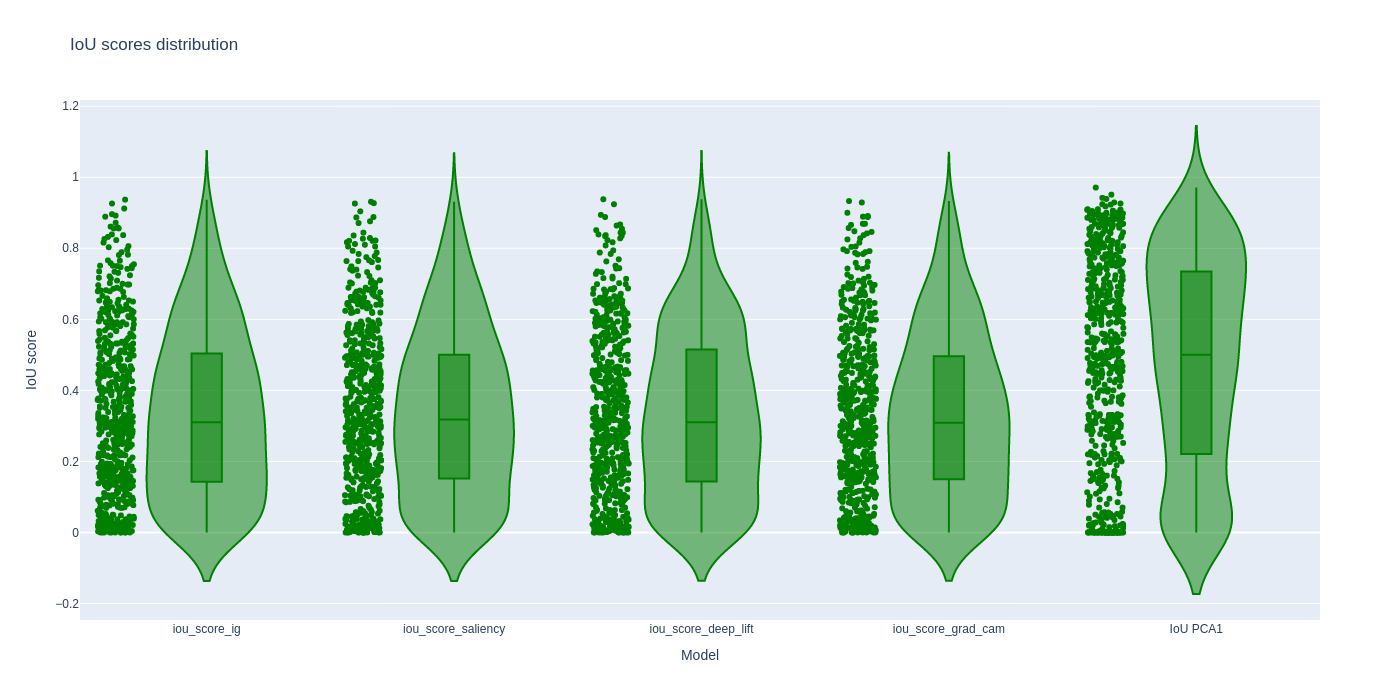 IoU scores distribution
1.2
1
0.8
0.6
0.4
0.2
0
−0.2
IoU score
iou_score_ig
iou_score_saliency
iou_score_deep_lift
iou_score_grad_cam
IoU PCA1
Model